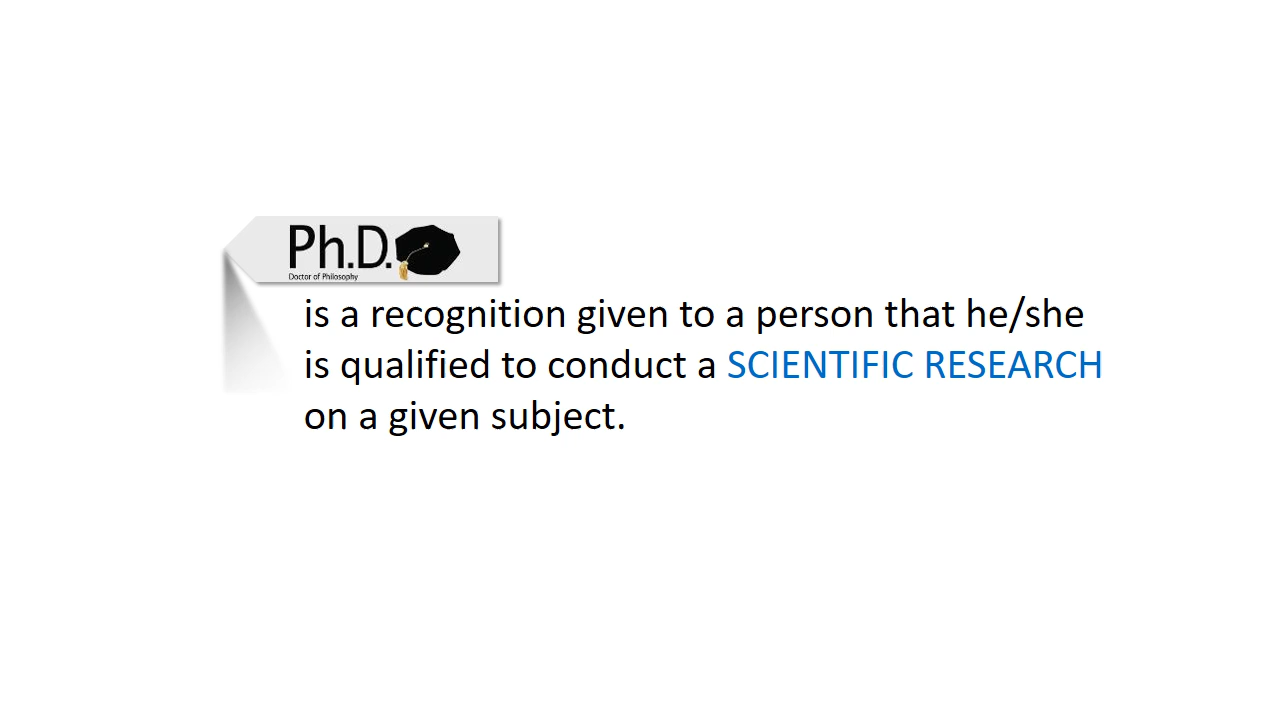 Ph.D.
Doctor of Philosophy
is a recognition given to a person that he/she
is qualified to conduct a SCIENTIFIC RESEARCH
on a given subject.